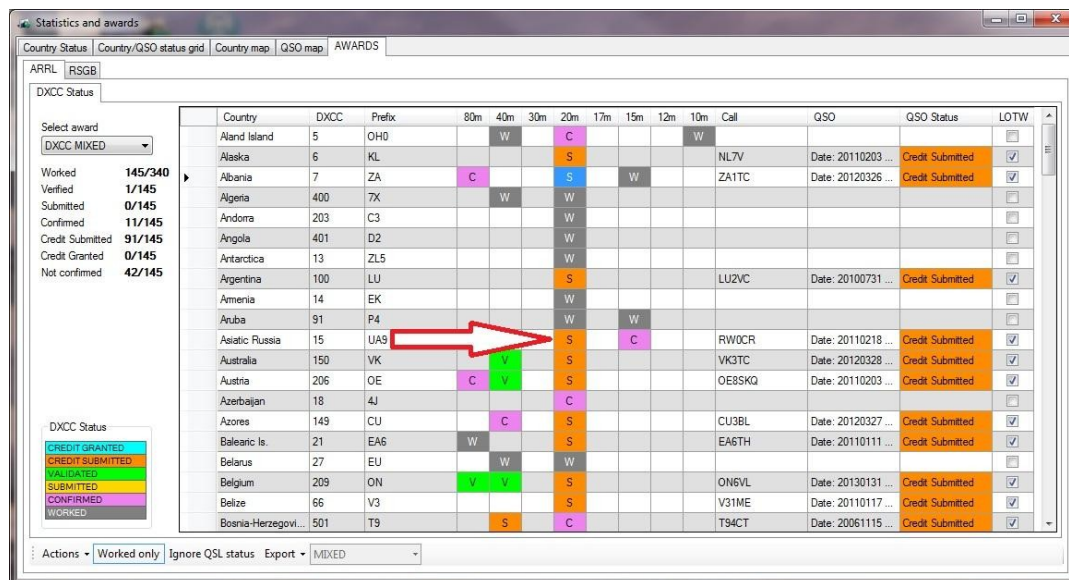 Statistics and awards
Country Status Country/QSO status grid Country map QSO map AWARDS
ARRL RSGB
DXCC Status
Select award
DXCC MIXED
Worked 145/340
Verified 1/145
Submitted 0/145
Confirmed 11/145
Credit Submitted 91/145
Credit Granted 0/145
Not confirmed 42/145
DXCC Status
CREDIT GRANTED
CREDIT SUBMITTED
VALIDATED
SUBMITTED
CONFIRMED
WORKED
Country DXCC Prefix 80m 40m 30m 20m 17m 15m 12m 10m Call QSO QSO Status LOTW
Aland Island 5 OH0 W C W
Alaska 6 KL S NL7V Date: 20110203 ... Credit Submitted
Albania 7 ZA C S W ZA1TC Date: 20120326 ... Credit Submitted
Algeria 400 7X W W
Andorra 203 C3 W
Angola 401 D2 W
Antarctica 13 ZL5 W
Argentina 100 LU S LU2VC Date: 20100731 ... Credit Submitted
Armenia 14 EK W
Aruba 91 P4 W W
Asiatic Russia 15 UA9 S C RW0CR Date: 20110218 ... Credit Submitted
Australia 150 VK V S VK3TC Date: 20120328 ... Credit Submitted
Austria 206 OE C V S OE8SKQ Date: 20110203 ... Credit Submitted
Azerbaijan 18 4J C
Azores 149 CU C S CU3BL Date: 20120327 ... Credit Submitted
Balearic Is. 21 EA6 W S EA6TH Date: 20110111 ... Credit Submitted
Belarus 27 EU W W
Belgium 209 ON V V S ON6VL Date: 20130131 ... Credit Submitted
Belize 66 V3 S V31ME Date: 20110117 ... Credit Submitted
Bosnia-Herzegovi... 501 T9 S C T94CT Date: 20061115 ... Credit Submitted
Actions Worked only Ignore QSL status Export MIXED